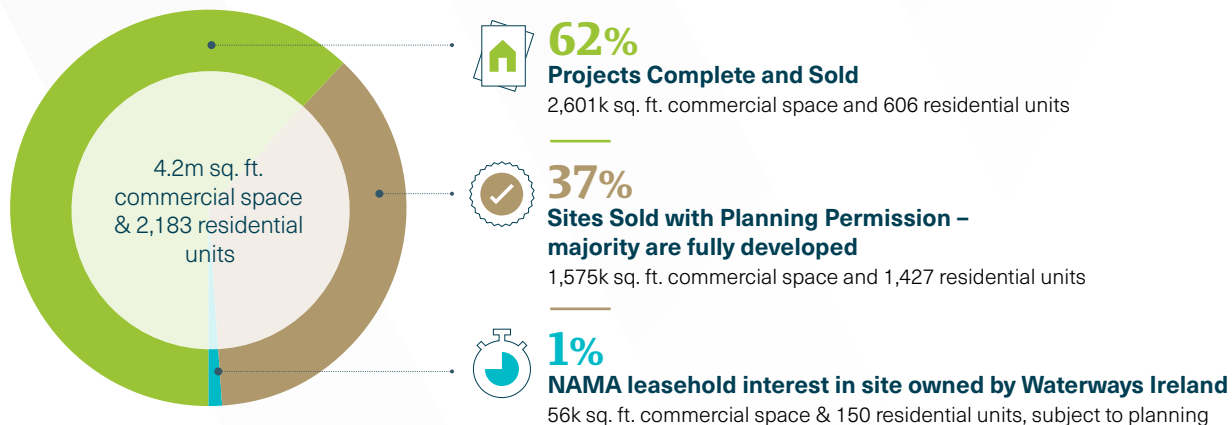 4.2m sq. ft.
commercial space
& 2,183 residential
units
62%
Projects Complete and Sold
2,601k sq. ft. commercial space and 606 residential units
37%
Sites Sold with Planning Permission –
majority are fully developed
1,575k sq. ft. commercial space and 1,427 residential units
1%
NAMA leasehold interest in site owned by Waterways Ireland
56k sq. ft. commercial space & 150 residential units, subject to planning